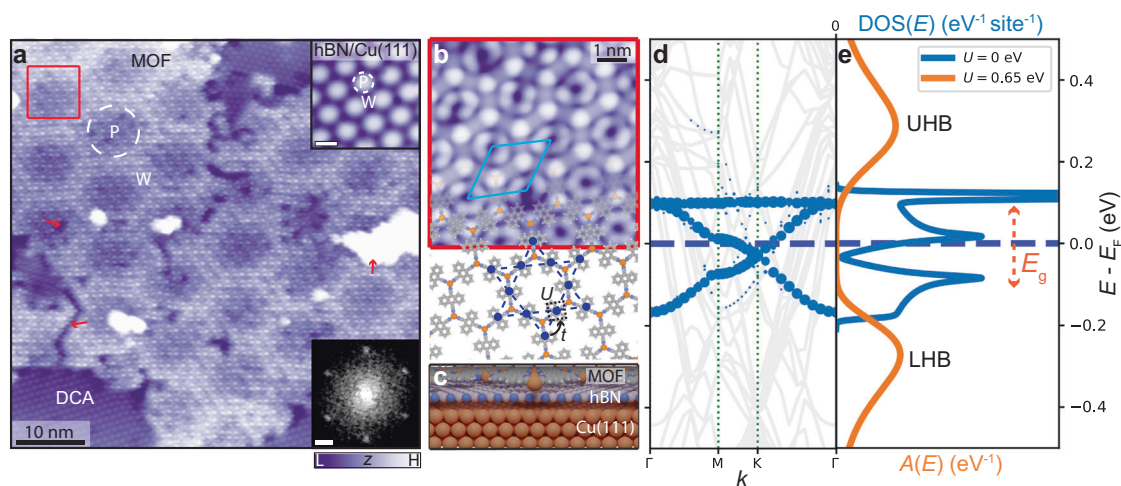 a
MOF
P
W
DCA
10 nm
hBN/Cu(111)
P
W
L z H
b
1 nm
U
t
c
MOF
hBN
Cu(111)
d
Γ M K Γ
k
0
DOS(E) (eV⁻¹ site⁻¹)
e
U = 0 eV
U = 0.65 eV
UHB
E_g
LHB
A(E) (eV⁻¹)
0.4
0.2
0.0
−0.2
−0.4
E - E_F (eV)